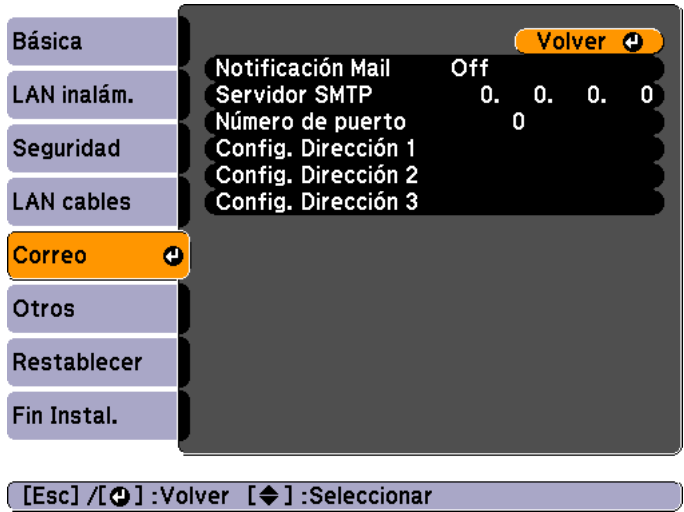 Básica
LAN inalám.
Seguridad
LAN cables
Correo
Otros
Restablecer
Fin Instal.
Volver
Notificación Mail Off
Servidor SMTP 0. 0. 0. 0
Número de puerto 0
Config. Dirección 1
Config. Dirección 2
Config. Dirección 3
[Esc] /[↵] :Volver [◆] :Seleccionar